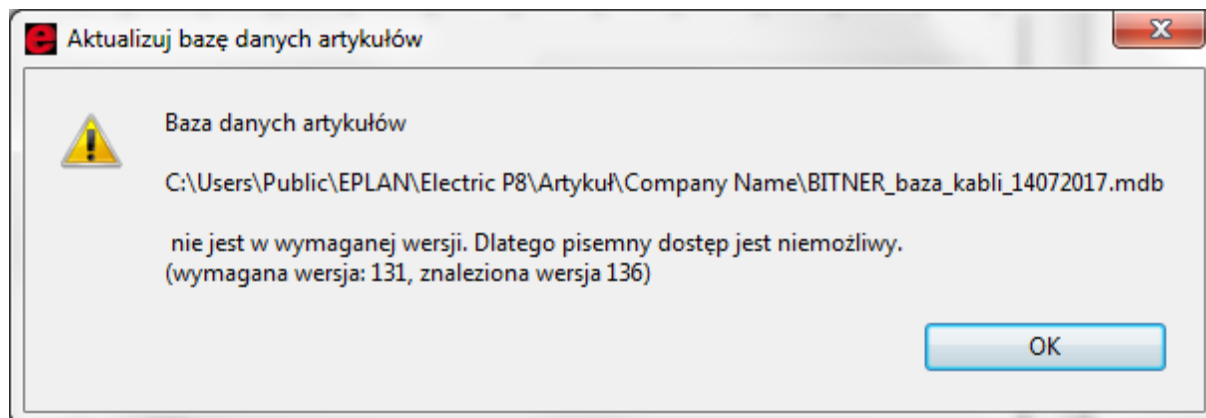 Aktualizuj bazę danych artykułów
Baza danych artykułów
C:\Users\Public\EPLAN\Electric P8\Artykuł\Company Name\BITNER_baza_kabli_14072017.mdb
nie jest w wymaganej wersji. Dlatego pisemny dostęp jest niemożliwy.
(wymagana wersja: 131, znaleziona wersja 136)
OK